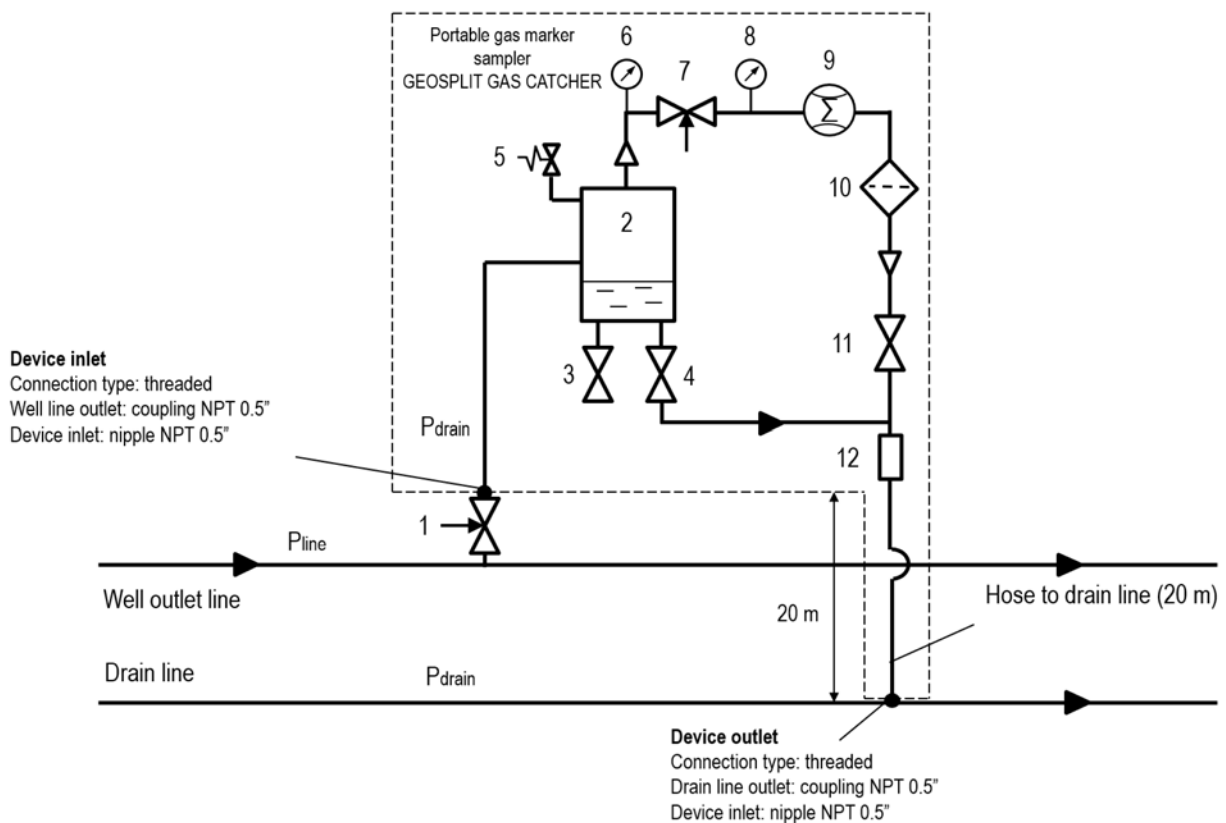 Portable gas marker
sampler
GEOSPLIT GAS CATCHER
6
7
8
9
5
2
10
3
4
11
12
Device inlet
Connection type: threaded
Well line outlet: coupling NPT 0.5”
Device inlet: nipple NPT 0.5”
Pdrain
1
Pline
Well outlet line
20 m
Hose to drain line (20 m)
Drain line
Pdrain
Device outlet
Connection type: threaded
Drain line outlet: coupling NPT 0.5”
Device inlet: nipple NPT 0.5”
Σ